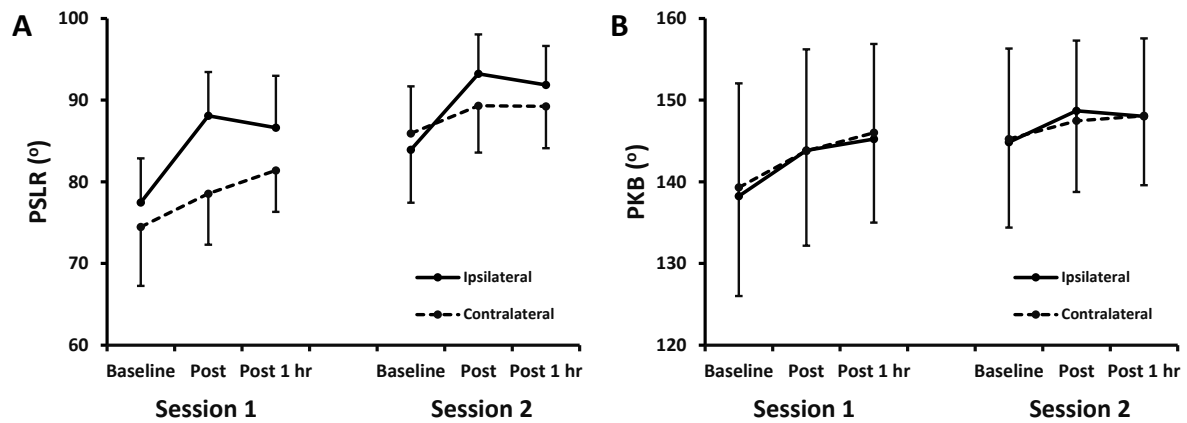 A
PSLR (º)
100
90
80
70
60
Ipsilateral
Contralateral
Baseline Post Post 1 hr Baseline Post Post 1 hr
Session 1 Session 2
B
PKB (º)
160
150
140
130
120
Ipsilateral
Contralateral
Baseline Post Post 1 hr Baseline Post Post 1 hr
Session 1 Session 2